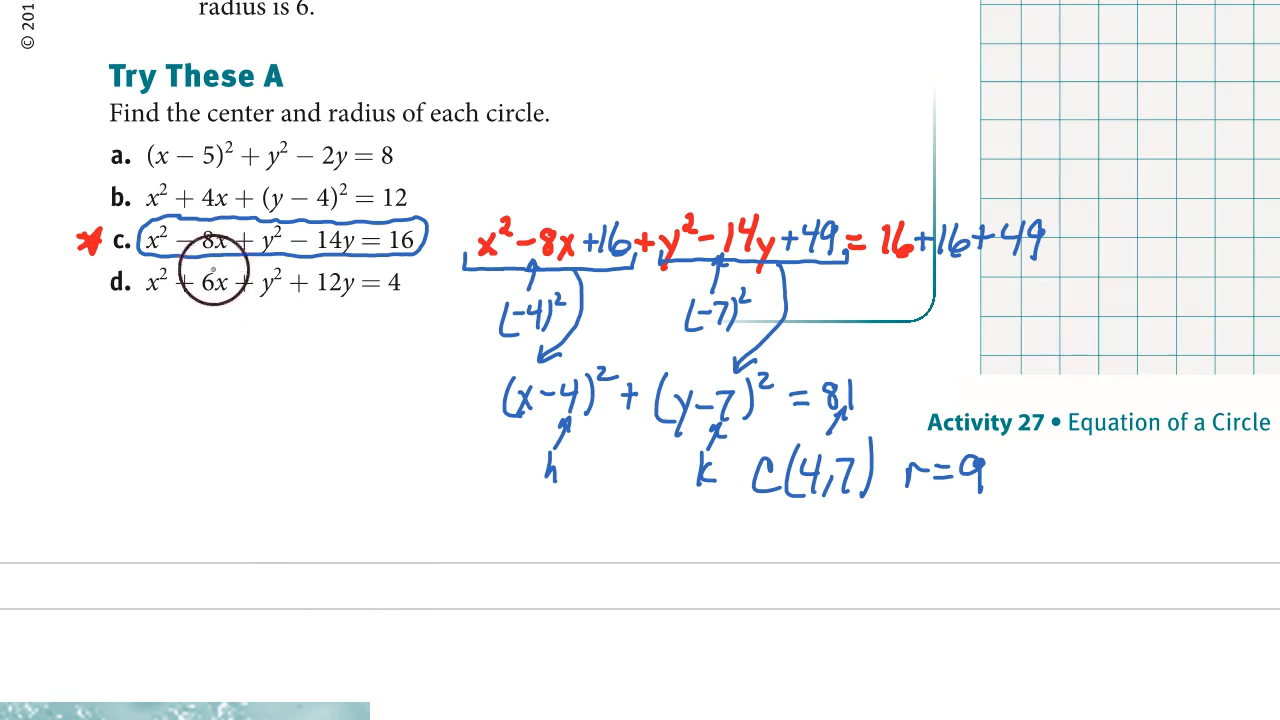 radius is 6.
© 201
Try These A
Find the center and radius of each circle.
a. (x − 5)² + y² − 2y = 8
b. x² + 4x + (y − 4)² = 12
c. x² − 8x + y² − 14y = 16
d. x² + 6x + y² + 12y = 4
x² − 8x + 16 + y² − 14y + 49 = 16 + 16 + 49
(−4)² (−7)²
(x − 4)² + (y − 7)² = 81
h k C(4,7) r = 9
Activity 27 • Equation of a Circle